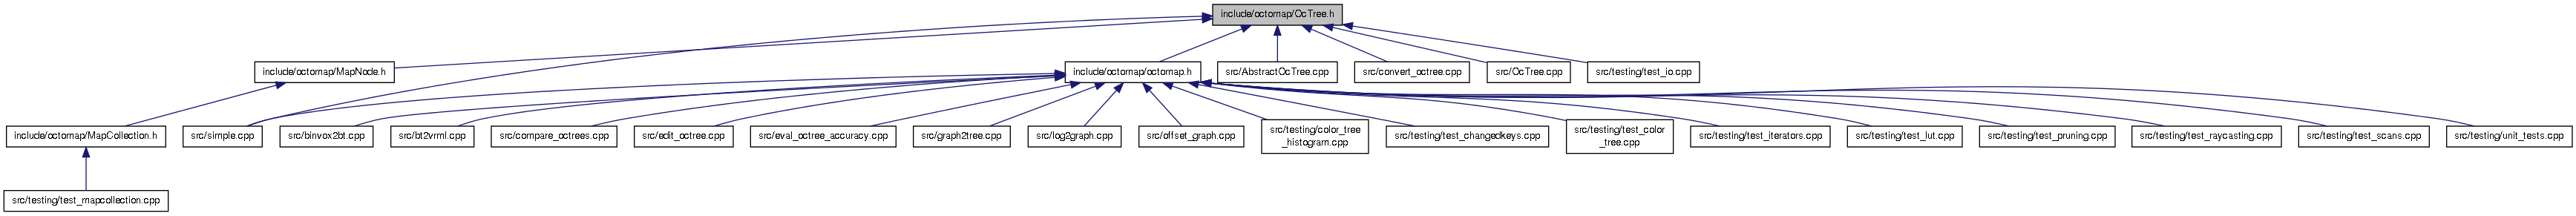 include/octomap/OcTree.h
include/octomap/MapNode.h
include/octomap/octomap.h
src/AbstractOcTree.cpp
src/convert_octree.cpp
src/OcTree.cpp
src/testing/test_io.cpp
include/octomap/MapCollection.h
src/simple.cpp
src/binvox2bt.cpp
src/bt2vrml.cpp
src/compare_octrees.cpp
src/edit_octree.cpp
src/eval_octree_accuracy.cpp
src/graph2tree.cpp
src/log2graph.cpp
src/offset_graph.cpp
src/testing/color_tree
_histogram.cpp
src/testing/test_changedkeys.cpp
src/testing/test_color
_tree.cpp
src/testing/test_iterators.cpp
src/testing/test_lut.cpp
src/testing/test_pruning.cpp
src/testing/test_raycasting.cpp
src/testing/test_scans.cpp
src/testing/unit_tests.cpp
src/testing/test_mapcollection.cpp